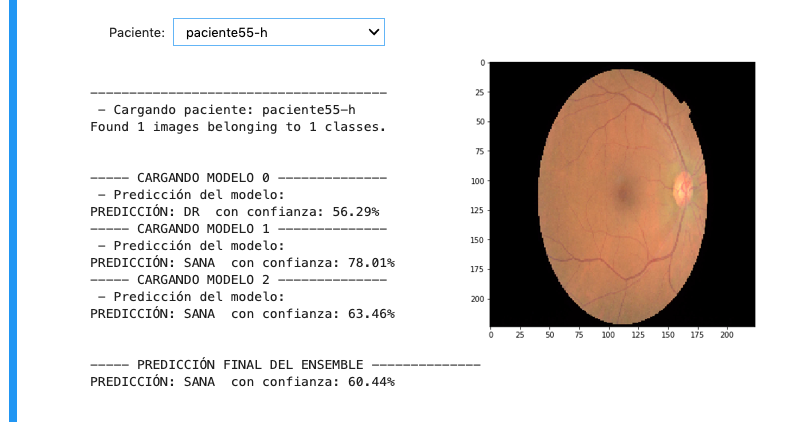 Paciente: paciente55-h
--------------------------------------
- Cargando paciente: paciente55-h
Found 1 images belonging to 1 classes.
----- CARGANDO MODELO 0 --------------
- Predicción del modelo:
PREDICCIÓN: DR con confianza: 56.29%
----- CARGANDO MODELO 1 --------------
- Predicción del modelo:
PREDICCIÓN: SANA con confianza: 78.01%
----- CARGANDO MODELO 2 --------------
- Predicción del modelo:
PREDICCIÓN: SANA con confianza: 63.46%
----- PREDICCIÓN FINAL DEL ENSEMBLE --------------
PREDICCIÓN: SANA con confianza: 60.44%
0
25
50
75
100
125
150
175
200
0 25 50 75 100 125 150 175 200